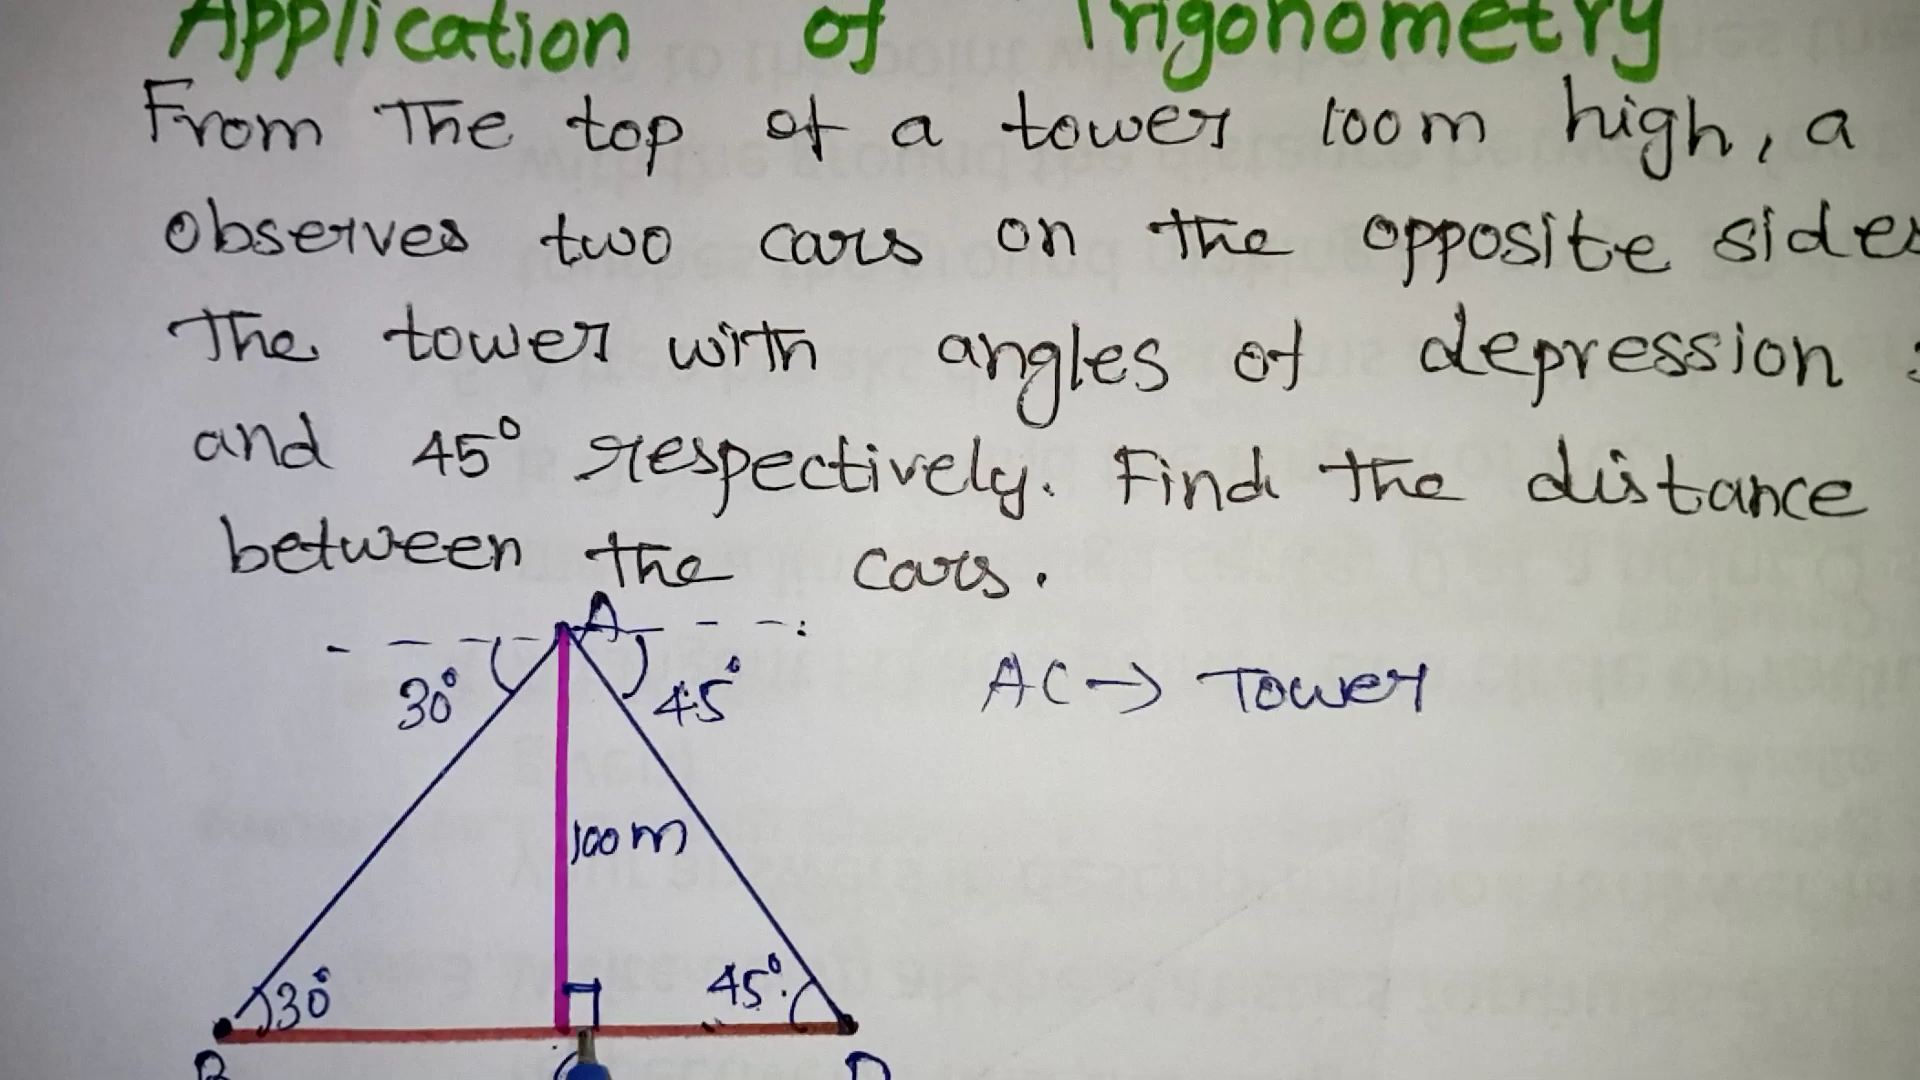 Application of Trigonometry
From The top of a tower 100m high, a
observes two cars on the opposite sides
The tower with angles of depression
and 45° respectively. Find the distance
between the cars.
A
30° 45°
AC → Tower
100m
30° 45°
B C D